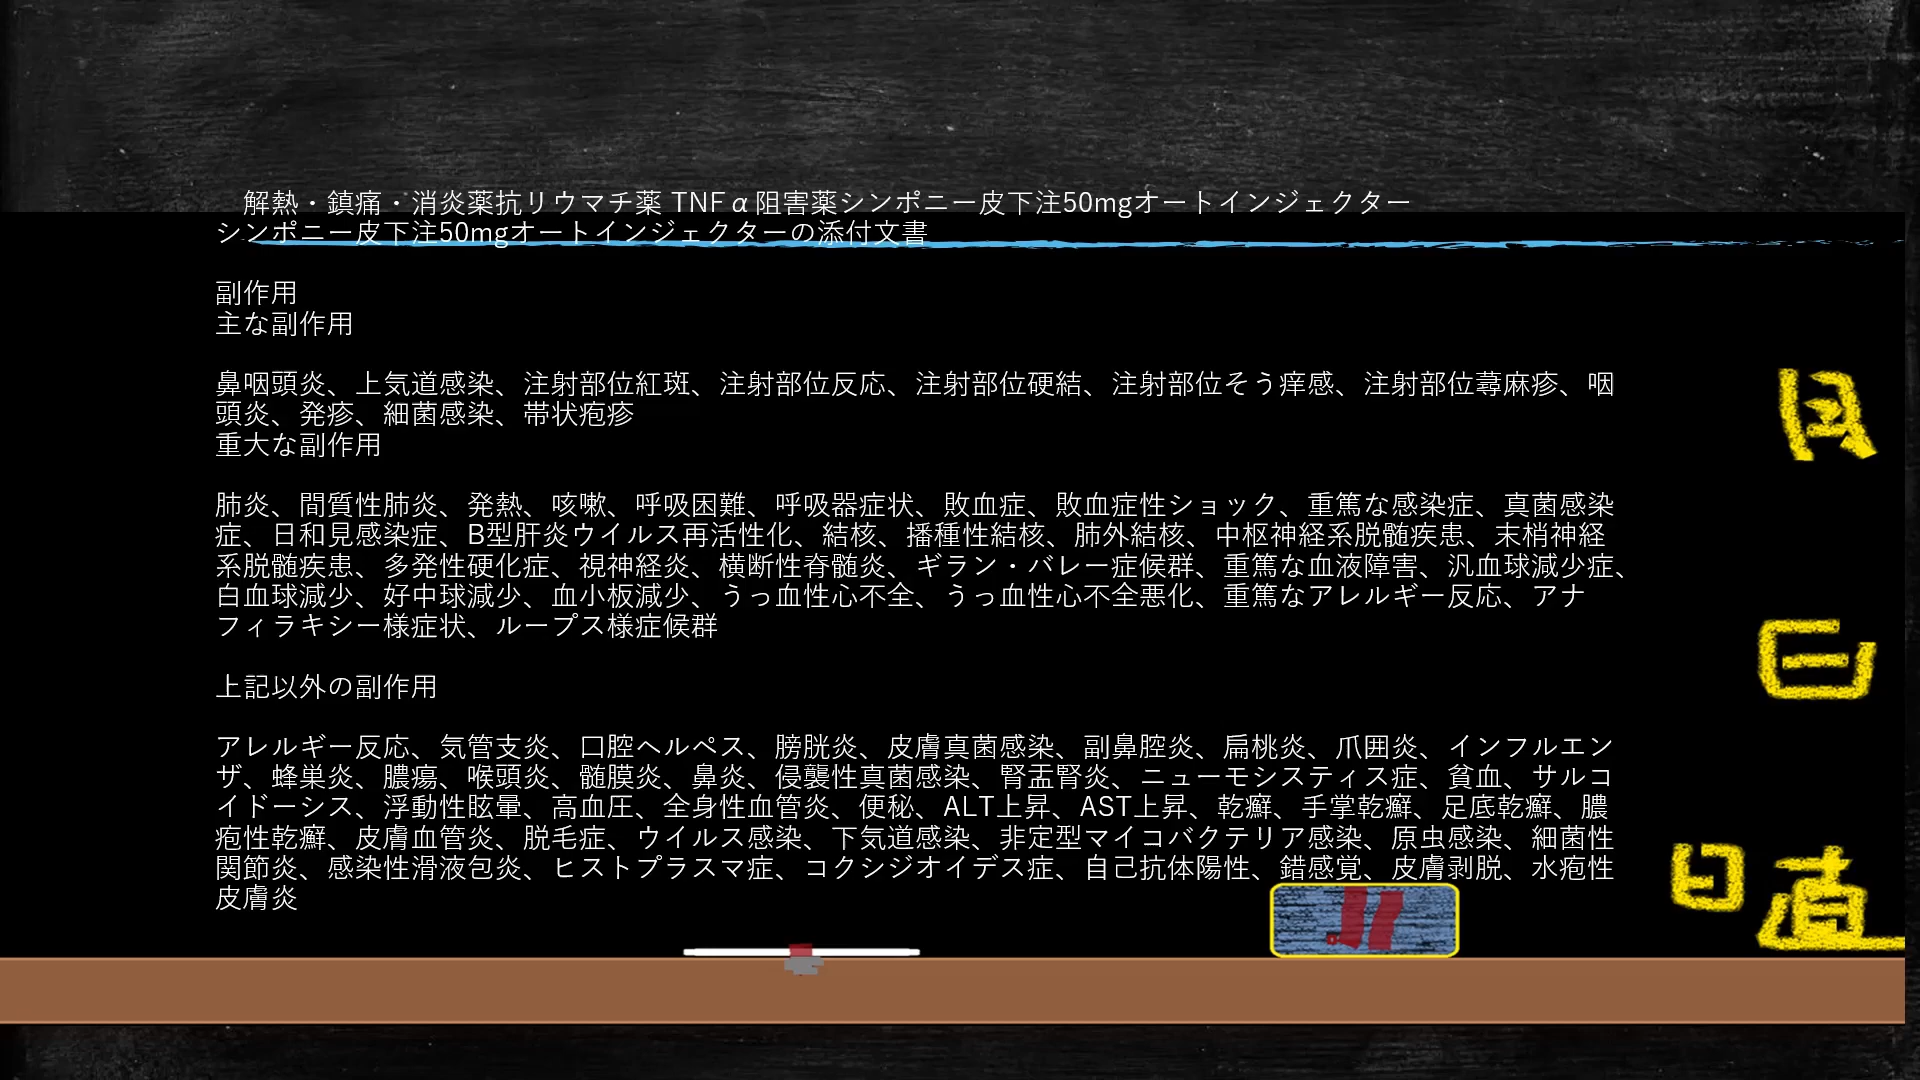 解熱・鎮痛・消炎薬抗リウマチ薬 TNFα阻害薬シンポニー皮下注50mgオートインジェクター
シンポニー皮下注50mgオートインジェクターの添付文書
副作用
主な副作用
鼻咽頭炎、上気道感染、注射部位紅斑、注射部位反応、注射部位硬結、注射部位そう痒感、注射部位蕁麻疹、咽
頭炎、発疹、細菌感染、帯状疱疹
重大な副作用
肺炎、間質性肺炎、発熱、咳嗽、呼吸困難、呼吸器症状、敗血症、敗血症性ショック、重篤な感染症、真菌感染
症、日和見感染症、B型肝炎ウイルス再活性化、結核、播種性結核、肺外結核、中枢神経系脱髄疾患、末梢神経
系脱髄疾患、多発性硬化症、視神経炎、横断性脊髄炎、ギラン・バレー症候群、重篤な血液障害、汎血球減少症、
白血球減少、好中球減少、血小板減少、うっ血性心不全、うっ血性心不全悪化、重篤なアレルギー反応、アナ
フィラキシー様症状、ループス様症候群
上記以外の副作用
アレルギー反応、気管支炎、口腔ヘルペス、膀胱炎、皮膚真菌感染、副鼻腔炎、扁桃炎、爪囲炎、インフルエン
ザ、蜂巣炎、膿瘍、喉頭炎、髄膜炎、鼻炎、侵襲性真菌感染、腎盂腎炎、ニューモシスティス症、貧血、サルコ
イドーシス、浮動性眩暈、高血圧、全身性血管炎、便秘、ALT上昇、AST上昇、乾癬、手掌乾癬、足底乾癬、膿
疱性乾癬、皮膚血管炎、脱毛症、ウイルス感染、下気道感染、非定型マイコバクテリア感染、原虫感染、細菌性
関節炎、感染性滑液包炎、ヒストプラスマ症、コクシジオイデス症、自己抗体陽性、錯感覚、皮膚剥脱、水疱性
皮膚炎
日直